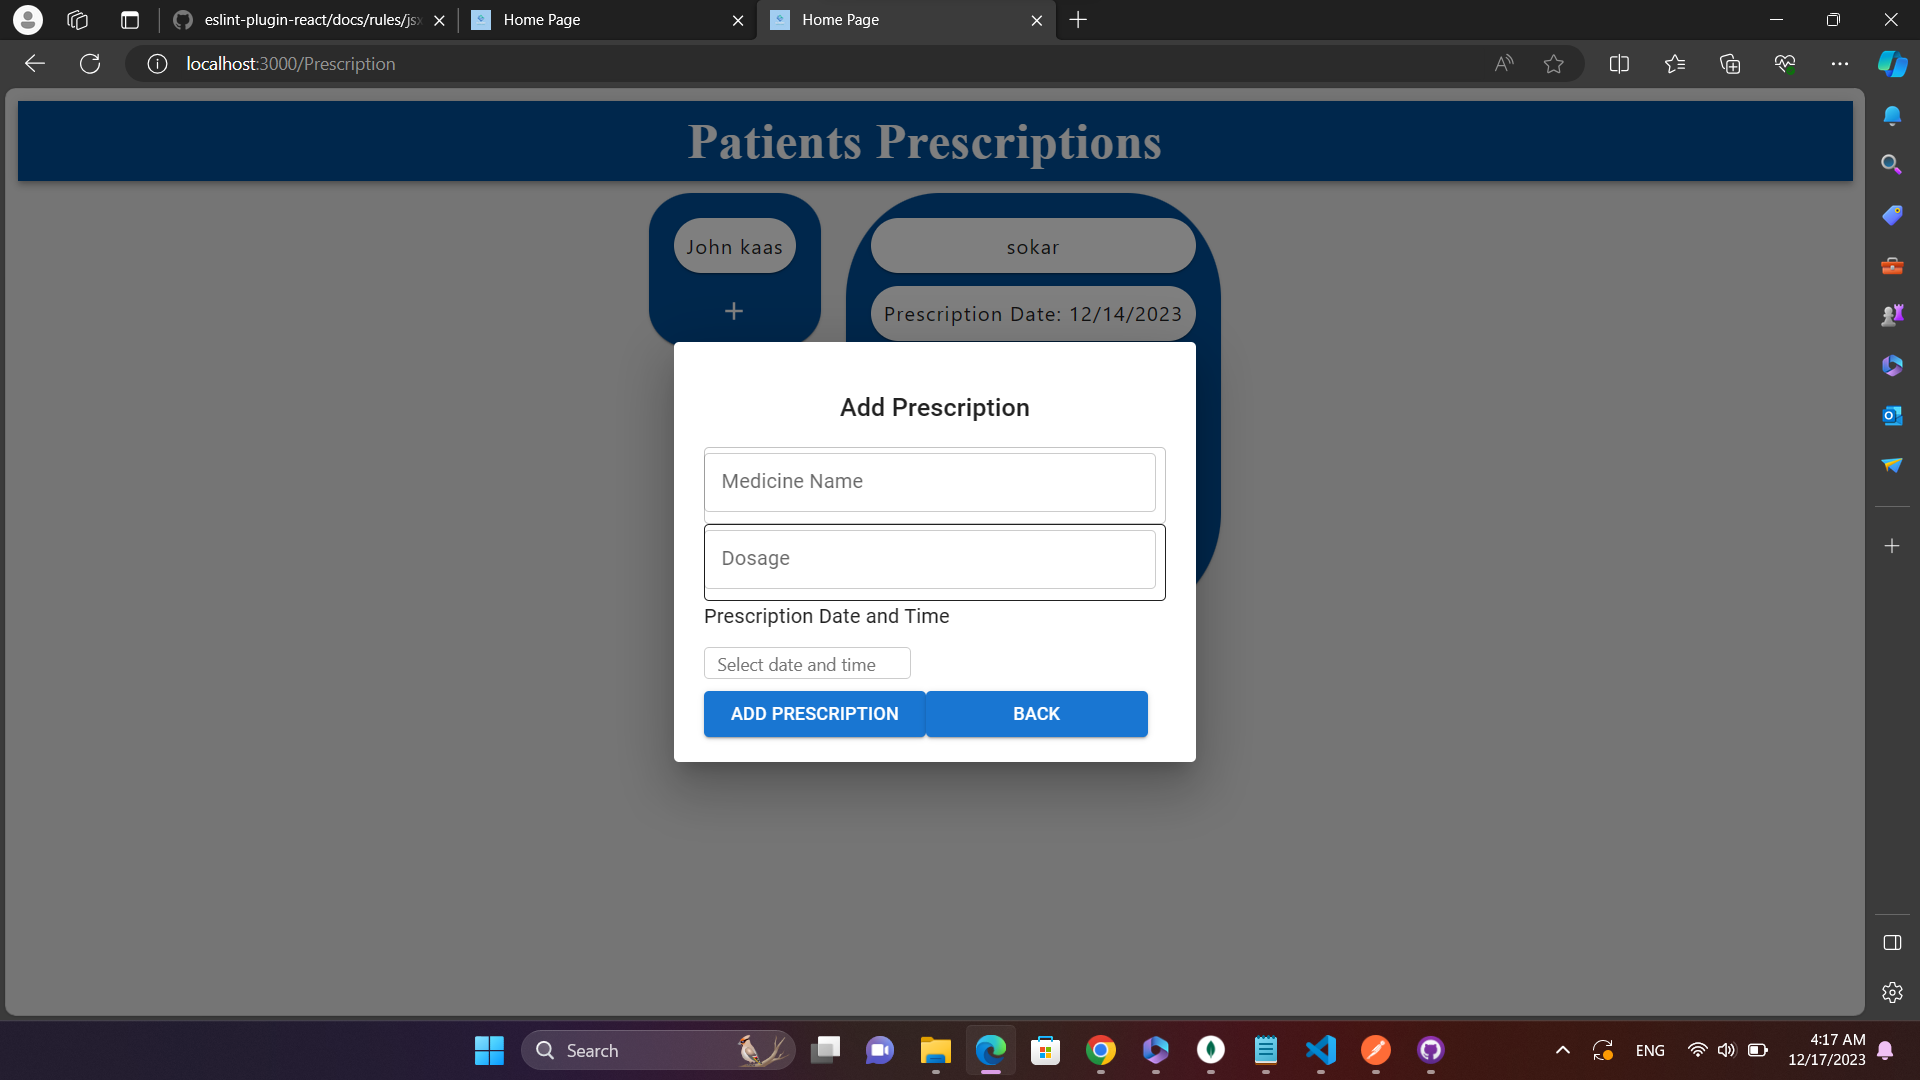 eslint-plugin-react/docs/rules/jsx
Home Page
Home Page
localhost:3000/Prescription
Patients Prescriptions
John kaas
+
sokar
Prescription Date: 12/14/2023
Add Prescription
Medicine Name
Dosage
Prescription Date and Time
Select date and time
ADD PRESCRIPTION
BACK
Search
ENG
4:17 AM
12/17/2023